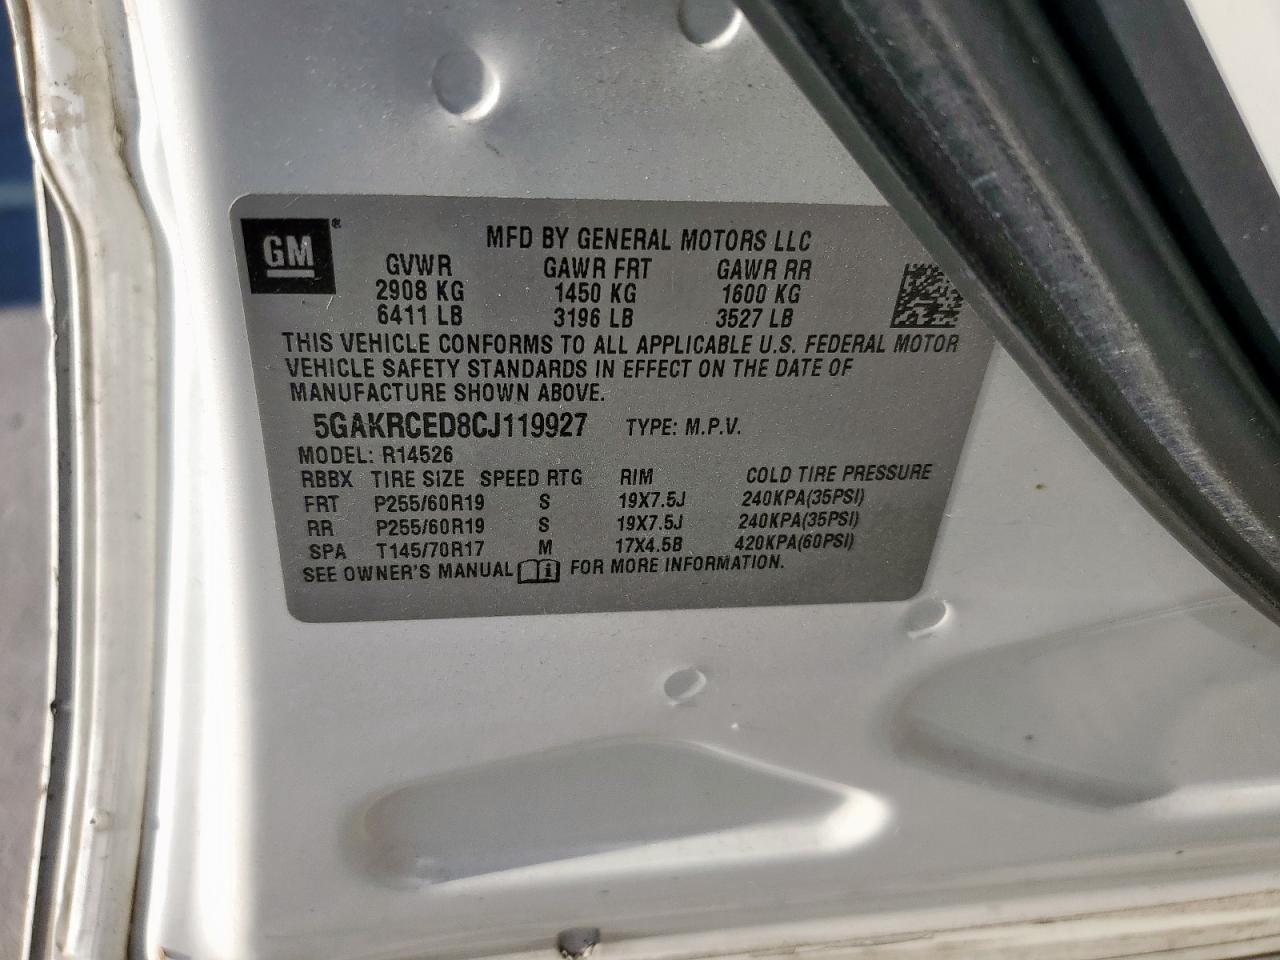 GM®
MFD BY GENERAL MOTORS LLC
GVWR GAWR FRT GAWR RR
2908 KG 1450 KG 1600 KG
6411 LB 3196 LB 3527 LB
THIS VEHICLE CONFORMS TO ALL APPLICABLE U.S. FEDERAL MOTOR
VEHICLE SAFETY STANDARDS IN EFFECT ON THE DATE OF
MANUFACTURE SHOWN ABOVE.
5GAKRCED8CJ119927 TYPE: M.P.V.
MODEL: R14526
RBBX TIRE SIZE SPEED RTG RIM COLD TIRE PRESSURE
FRT P255/60R19 S 19X7.5J 240KPA(35PSI)
RR P255/60R19 S 19X7.5J 240KPA(35PSI)
SPA T145/70R17 M 17X4.5B 420KPA(60PSI)
SEE OWNER'S MANUAL i FOR MORE INFORMATION.